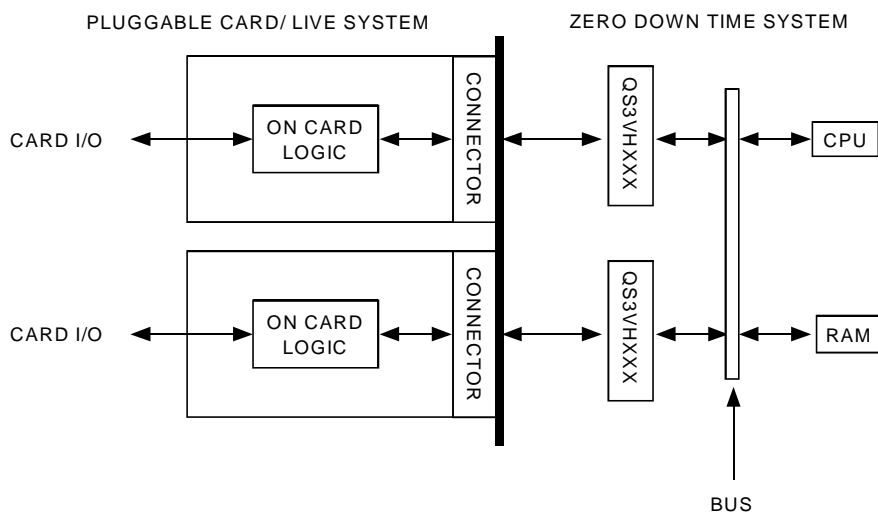 PLUGGABLE CARD/ LIVE SYSTEM
ZERO DOWN TIME SYSTEM
CARD I/O
ON CARD
LOGIC
CONNECTOR
QS3VHXXX
CPU
CARD I/O
ON CARD
LOGIC
CONNECTOR
QS3VHXXX
RAM
BUS